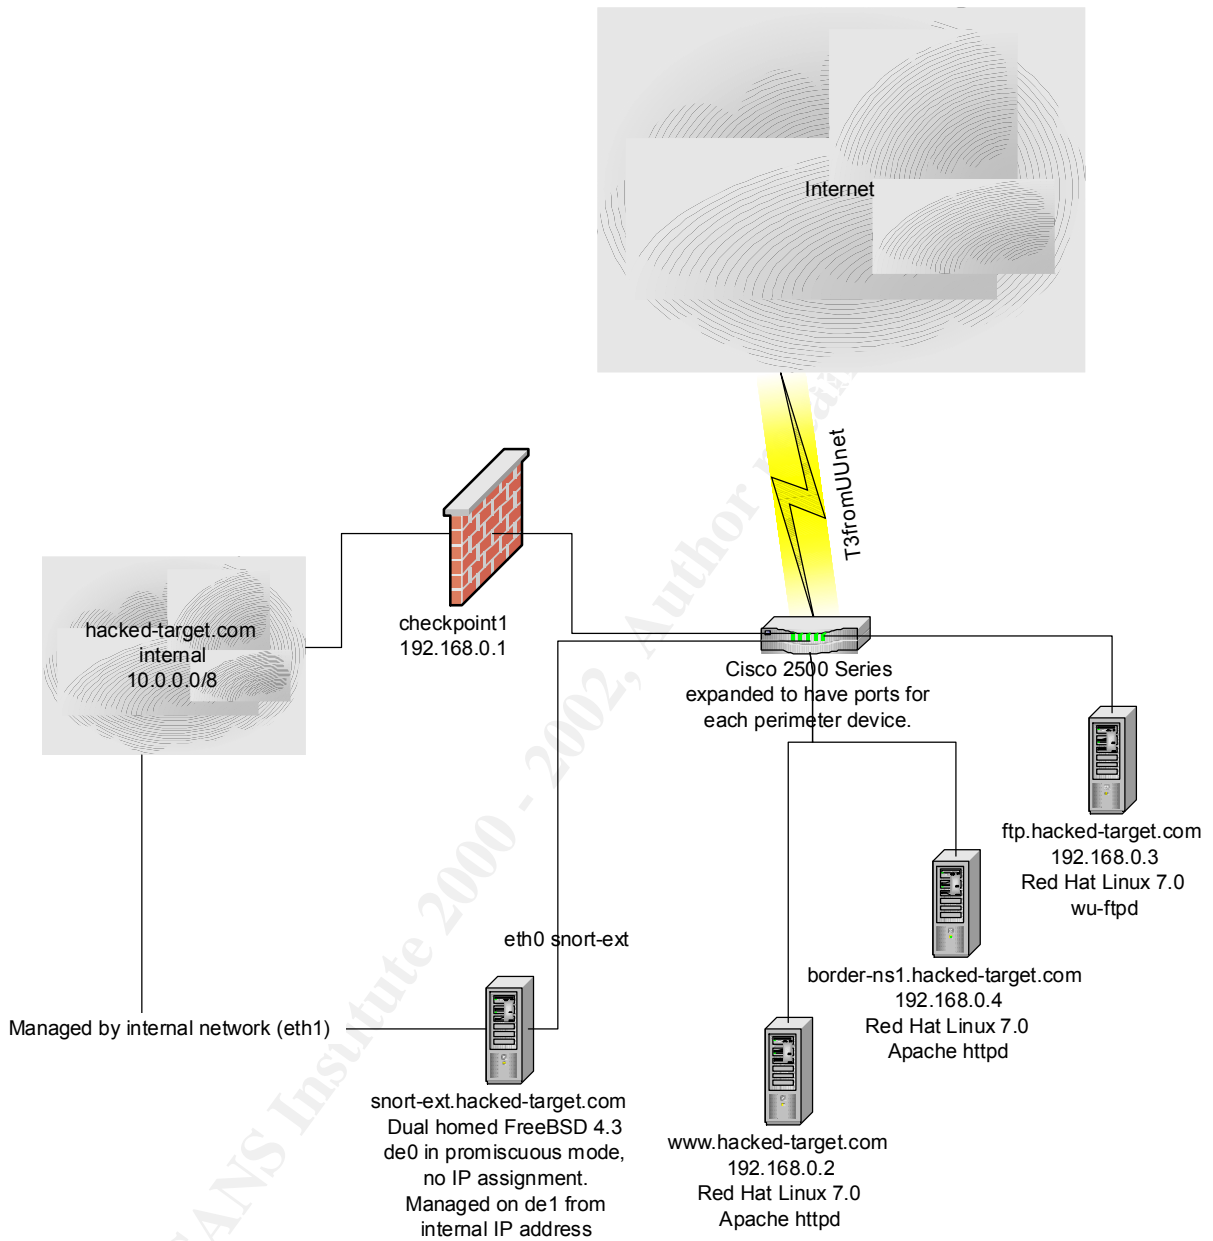 Internet
T3fromUUnet
checkpoint1
192.168.0.1
hacked-target.com
internal
10.0.0.0/8
Cisco 2500 Series
expanded to have ports for
each perimeter device.
ftp.hacked-target.com
192.168.0.3
Red Hat Linux 7.0
wu-ftpd
eth0 snort-ext
border-ns1.hacked-target.com
192.168.0.4
Red Hat Linux 7.0
Apache httpd
Managed by internal network (eth1)
snort-ext.hacked-target.com
Dual homed FreeBSD 4.3
de0 in promiscuous mode,
no IP assignment.
Managed on de1 from
internal IP address
www.hacked-target.com
192.168.0.2
Red Hat Linux 7.0
Apache httpd
SANS Institute 2000 - 2002, Author